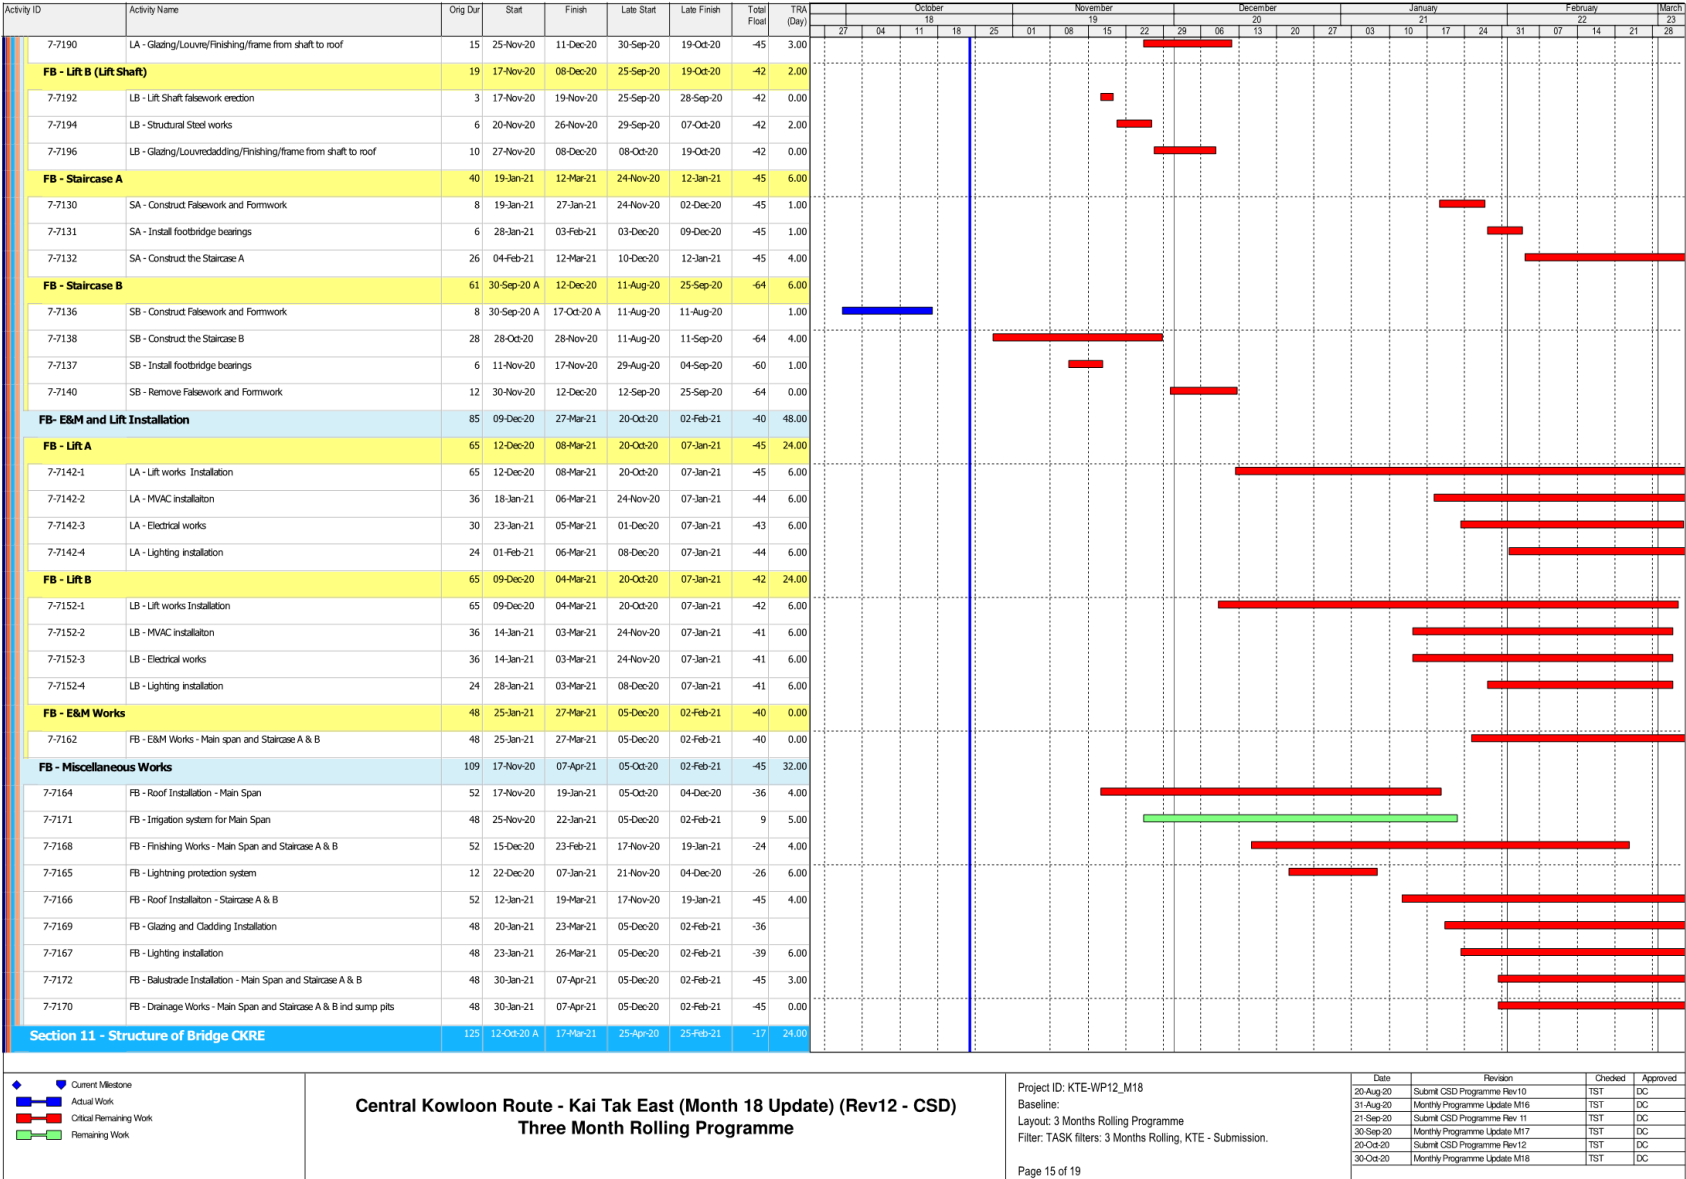 Activity ID Activity Name Orig Dur Start Finish Late Start Late Finish Total Float TRA (Day)
October November December January February March
18 19 20 21 22 23
27 04 11 18 25 01 08 15 22 29 06 13 20 27 03 10 17 24 31 07 14 21 28
7-7190 LA - Glazing/Louvre/Finishing/frame from shaft to roof 15 25-Nov-20 11-Dec-20 30-Sep-20 19-Oct-20 -45 3.00
FB - Lift B (Lift Shaft) 19 17-Nov-20 08-Dec-20 25-Sep-20 19-Oct-20 -42 2.00
7-7192 LB - Lift Shaft falsework erection 3 17-Nov-20 19-Nov-20 25-Sep-20 28-Sep-20 -42 0.00
7-7194 LB - Structural Steel works 6 20-Nov-20 26-Nov-20 29-Sep-20 07-Oct-20 -42 2.00
7-7196 LB - Glazing/Louvredadding/Finishing/frame from shaft to roof 10 27-Nov-20 08-Dec-20 08-Oct-20 19-Oct-20 -42 0.00
FB - Staircase A 40 19-Jan-21 12-Mar-21 24-Nov-20 12-Jan-21 -45 6.00
7-7130 SA - Construct Falsework and Formwork 8 19-Jan-21 27-Jan-21 24-Nov-20 02-Dec-20 -45 1.00
7-7131 SA - Install footbridge bearings 6 28-Jan-21 03-Feb-21 03-Dec-20 09-Dec-20 -45 1.00
7-7132 SA - Construct the Staircase A 26 04-Feb-21 12-Mar-21 10-Dec-20 12-Jan-21 -45 4.00
FB - Staircase B 61 30-Sep-20 A 12-Dec-20 11-Aug-20 25-Sep-20 -64 6.00
7-7136 SB - Construct Falsework and Formwork 8 30-Sep-20 A 17-Oct-20 A 11-Aug-20 11-Aug-20 1.00
7-7138 SB - Construct the Staircase B 28 28-Oct-20 28-Nov-20 11-Aug-20 11-Sep-20 -64 4.00
7-7137 SB - Install footbridge bearings 6 11-Nov-20 17-Nov-20 29-Aug-20 04-Sep-20 -60 1.00
7-7140 SB - Remove Falsework and Formwork 12 30-Nov-20 12-Dec-20 12-Sep-20 25-Sep-20 -64 0.00
FB- E&M and Lift Installation 85 09-Dec-20 27-Mar-21 20-Oct-20 02-Feb-21 -40 48.00
FB - Lift A 65 12-Dec-20 08-Mar-21 20-Oct-20 07-Jan-21 -45 24.00
7-7142-1 LA - Lift works Installation 65 12-Dec-20 08-Mar-21 20-Oct-20 07-Jan-21 -45 6.00
7-7142-2 LA - MVAC installaiton 36 18-Jan-21 06-Mar-21 24-Nov-20 07-Jan-21 -44 6.00
7-7142-3 LA - Electrical works 30 23-Jan-21 05-Mar-21 01-Dec-20 07-Jan-21 -43 6.00
7-7142-4 LA - Lighting installation 24 01-Feb-21 06-Mar-21 08-Dec-20 07-Jan-21 -44 6.00
FB - Lift B 65 09-Dec-20 04-Mar-21 20-Oct-20 07-Jan-21 -42 24.00
7-7152-1 LB - Lift works Installation 65 09-Dec-20 04-Mar-21 20-Oct-20 07-Jan-21 -42 6.00
7-7152-2 LB - MVAC installaiton 36 14-Jan-21 03-Mar-21 24-Nov-20 07-Jan-21 -41 6.00
7-7152-3 LB - Electrical works 36 14-Jan-21 03-Mar-21 24-Nov-20 07-Jan-21 -41 6.00
7-7152-4 LB - Lighting installation 24 28-Jan-21 03-Mar-21 08-Dec-20 07-Jan-21 -41 6.00
FB - E&M Works 48 25-Jan-21 27-Mar-21 05-Dec-20 02-Feb-21 -40 0.00
7-7162 FB - E&M Works - Main span and Staircase A & B 48 25-Jan-21 27-Mar-21 05-Dec-20 02-Feb-21 -40 0.00
FB - Miscellaneous Works 109 17-Nov-20 07-Apr-21 05-Oct-20 02-Feb-21 -45 32.00
7-7164 FB - Roof Installation - Main Span 52 17-Nov-20 19-Jan-21 05-Oct-20 04-Dec-20 -36 4.00
7-7171 FB - Irrigation system for Main Span 48 25-Nov-20 22-Jan-21 05-Dec-20 02-Feb-21 9 5.00
7-7168 FB - Finishing Works - Main Span and Staircase A & B 52 15-Dec-20 23-Feb-21 17-Nov-20 19-Jan-21 -24 4.00
7-7165 FB - Lightning protection system 12 22-Dec-20 07-Jan-21 21-Nov-20 04-Dec-20 -26 6.00
7-7166 FB - Roof Installaiton - Staircase A & B 52 12-Jan-21 19-Mar-21 17-Nov-20 19-Jan-21 -45 4.00
7-7169 FB - Glazing and Cladding Installation 48 20-Jan-21 23-Mar-21 05-Dec-20 02-Feb-21 -36
7-7167 FB - Lighting installation 48 23-Jan-21 26-Mar-21 05-Dec-20 02-Feb-21 -39 6.00
7-7172 FB - Balustrade Installation - Main Span and Staircase A & B 48 30-Jan-21 07-Apr-21 05-Dec-20 02-Feb-21 -45 3.00
7-7170 FB - Drainage Works - Main Span and Staircase A & B ind sump pits 48 30-Jan-21 07-Apr-21 05-Dec-20 02-Feb-21 -45 0.00
Section 11 - Structure of Bridge CKRE 125 12-Oct-20 A 17-Mar-21 25-Apr-20 25-Feb-21 -17 24.00
Current Milestone
Actual Work
Critical Remaining Work
Remaining Work
Central Kowloon Route - Kai Tak East (Month 18 Update) (Rev12 - CSD)
Three Month Rolling Programme
Project ID: KTE-WP12_M18
Baseline:
Layout: 3 Months Rolling Programme
Filter: TASK filters: 3 Months Rolling, KTE - Submission.
Page 15 of 19
Date Revision Checked Approved
20-Aug-20 Submit CSD Programme Rev10 TST DC
31-Aug-20 Monthly Programme Update M16 TST DC
21-Sep-20 Submit CSD Programme Rev 11 TST DC
30-Sep-20 Monthly Programme Update M17 TST DC
20-Oct-20 Submit CSD Programme Rev12 TST DC
30-Oct-20 Monthly Programme Update M18 TST DC